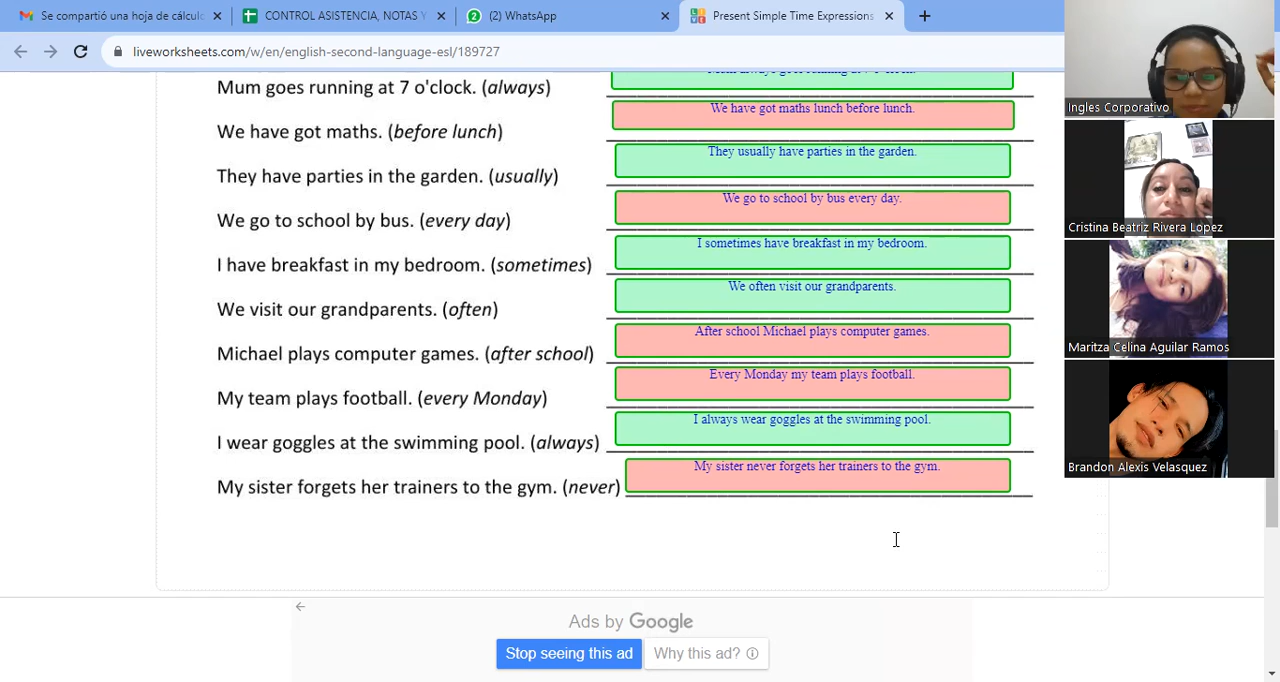 Se compartió una hoja de cálcul
CONTROL ASISTENCIA, NOTAS Y
(2) WhatsApp
Present Simple Time Expressions
liveworksheets.com/w/en/english-second-language-esl/189727
Mum goes running at 7 o'clock. (always)
Mum always goes running at 7 o'clock.
We have got maths. (before lunch)
We have got maths lunch before lunch.
They have parties in the garden. (usually)
They usually have parties in the garden.
We go to school by bus. (every day)
We go to school by bus every day.
I have breakfast in my bedroom. (sometimes)
I sometimes have breakfast in my bedroom.
We visit our grandparents. (often)
We often visit our grandparents.
Michael plays computer games. (after school)
After school Michael plays computer games.
My team plays football. (every Monday)
Every Monday my team plays football.
I wear goggles at the swimming pool. (always)
I always wear goggles at the swimming pool.
My sister forgets her trainers to the gym. (never)
My sister never forgets her trainers to the gym.
Ads by Google
Stop seeing this ad
Why this ad?
Ingles Corporativo
Cristina Beatriz Rivera Lopez
Maritza Celina Aguilar Ramos
Brandon Alexis Velasquez